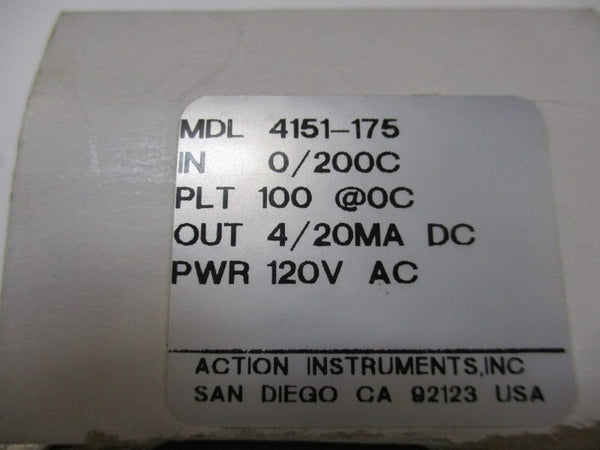 MDL 4151-175
IN 0/200C
PLT 100 @0C
OUT 4/20MA DC
PWR 120V AC
ACTION INSTRUMENTS,INC
SAN DIEGO CA 92123 USA